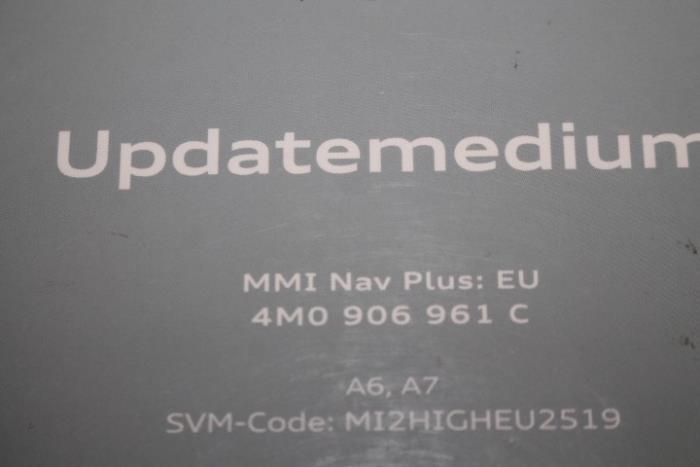 Updatemedium
MMI Nav Plus: EU
4M0 906 961 C
A6, A7
SVM-Code: MI2HIGHEU2519